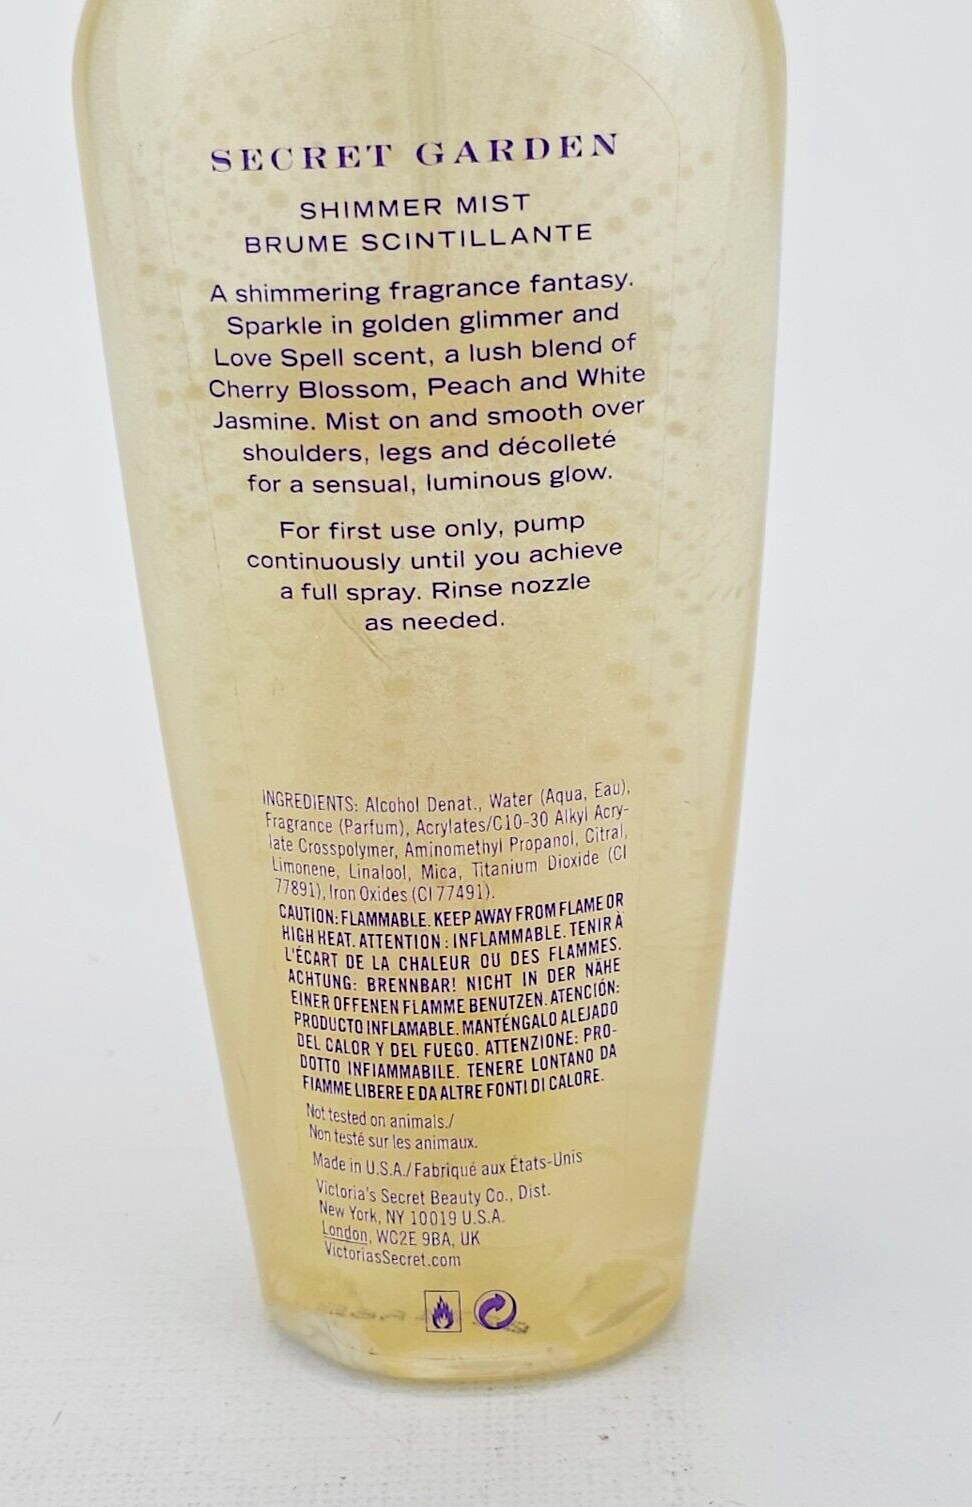 SECRET GARDEN
SHIMMER MIST
BRUME SCINTILLANTE
A shimmering fragrance fantasy.
Sparkle in golden glimmer and
Love Spell scent, a lush blend of
Cherry Blossom, Peach and White
Jasmine. Mist on and smooth over
shoulders, legs and décolleté
for a sensual, luminous glow.
For first use only, pump
continuously until you achieve
a full spray. Rinse nozzle
as needed.
INGREDIENTS: Alcohol Denat., Water (Aqua, Eau),
Fragrance (Parfum), Acrylates/C10-30 Alkyl Acry-
late Crosspolymer, Aminomethyl Propanol, Citral,
Limonene, Linalool, Mica, Titanium Dioxide (CI
77891), Iron Oxides (CI 77491).
CAUTION: FLAMMABLE. KEEP AWAY FROM FLAME OR
HIGH HEAT. ATTENTION : INFLAMMABLE. TENIR À
L'ÉCART DE LA CHALEUR OU DES FLAMMES.
ACHTUNG: BRENNBAR! NICHT IN DER NÄHE
EINER OFFENEN FLAMME BENUTZEN. ATENCIÓN:
PRODUCTO INFLAMABLE. MANTÉNGALO ALEJADO
DEL CALOR Y DEL FUEGO. ATTENZIONE: PRO-
DOTTO INFIAMMABILE. TENERE LONTANO DA
FIAMME LIBERE E DA ALTRE FONTI DI CALORE.
Not tested on animals./
Non testé sur les animaux.
Made in U.S.A./Fabriqué aux États-Unis
Victoria's Secret Beauty Co., Dist.
New York, NY 10019 U.S.A.
London, WC2E 9BA, UK
VictoriasSecret.com